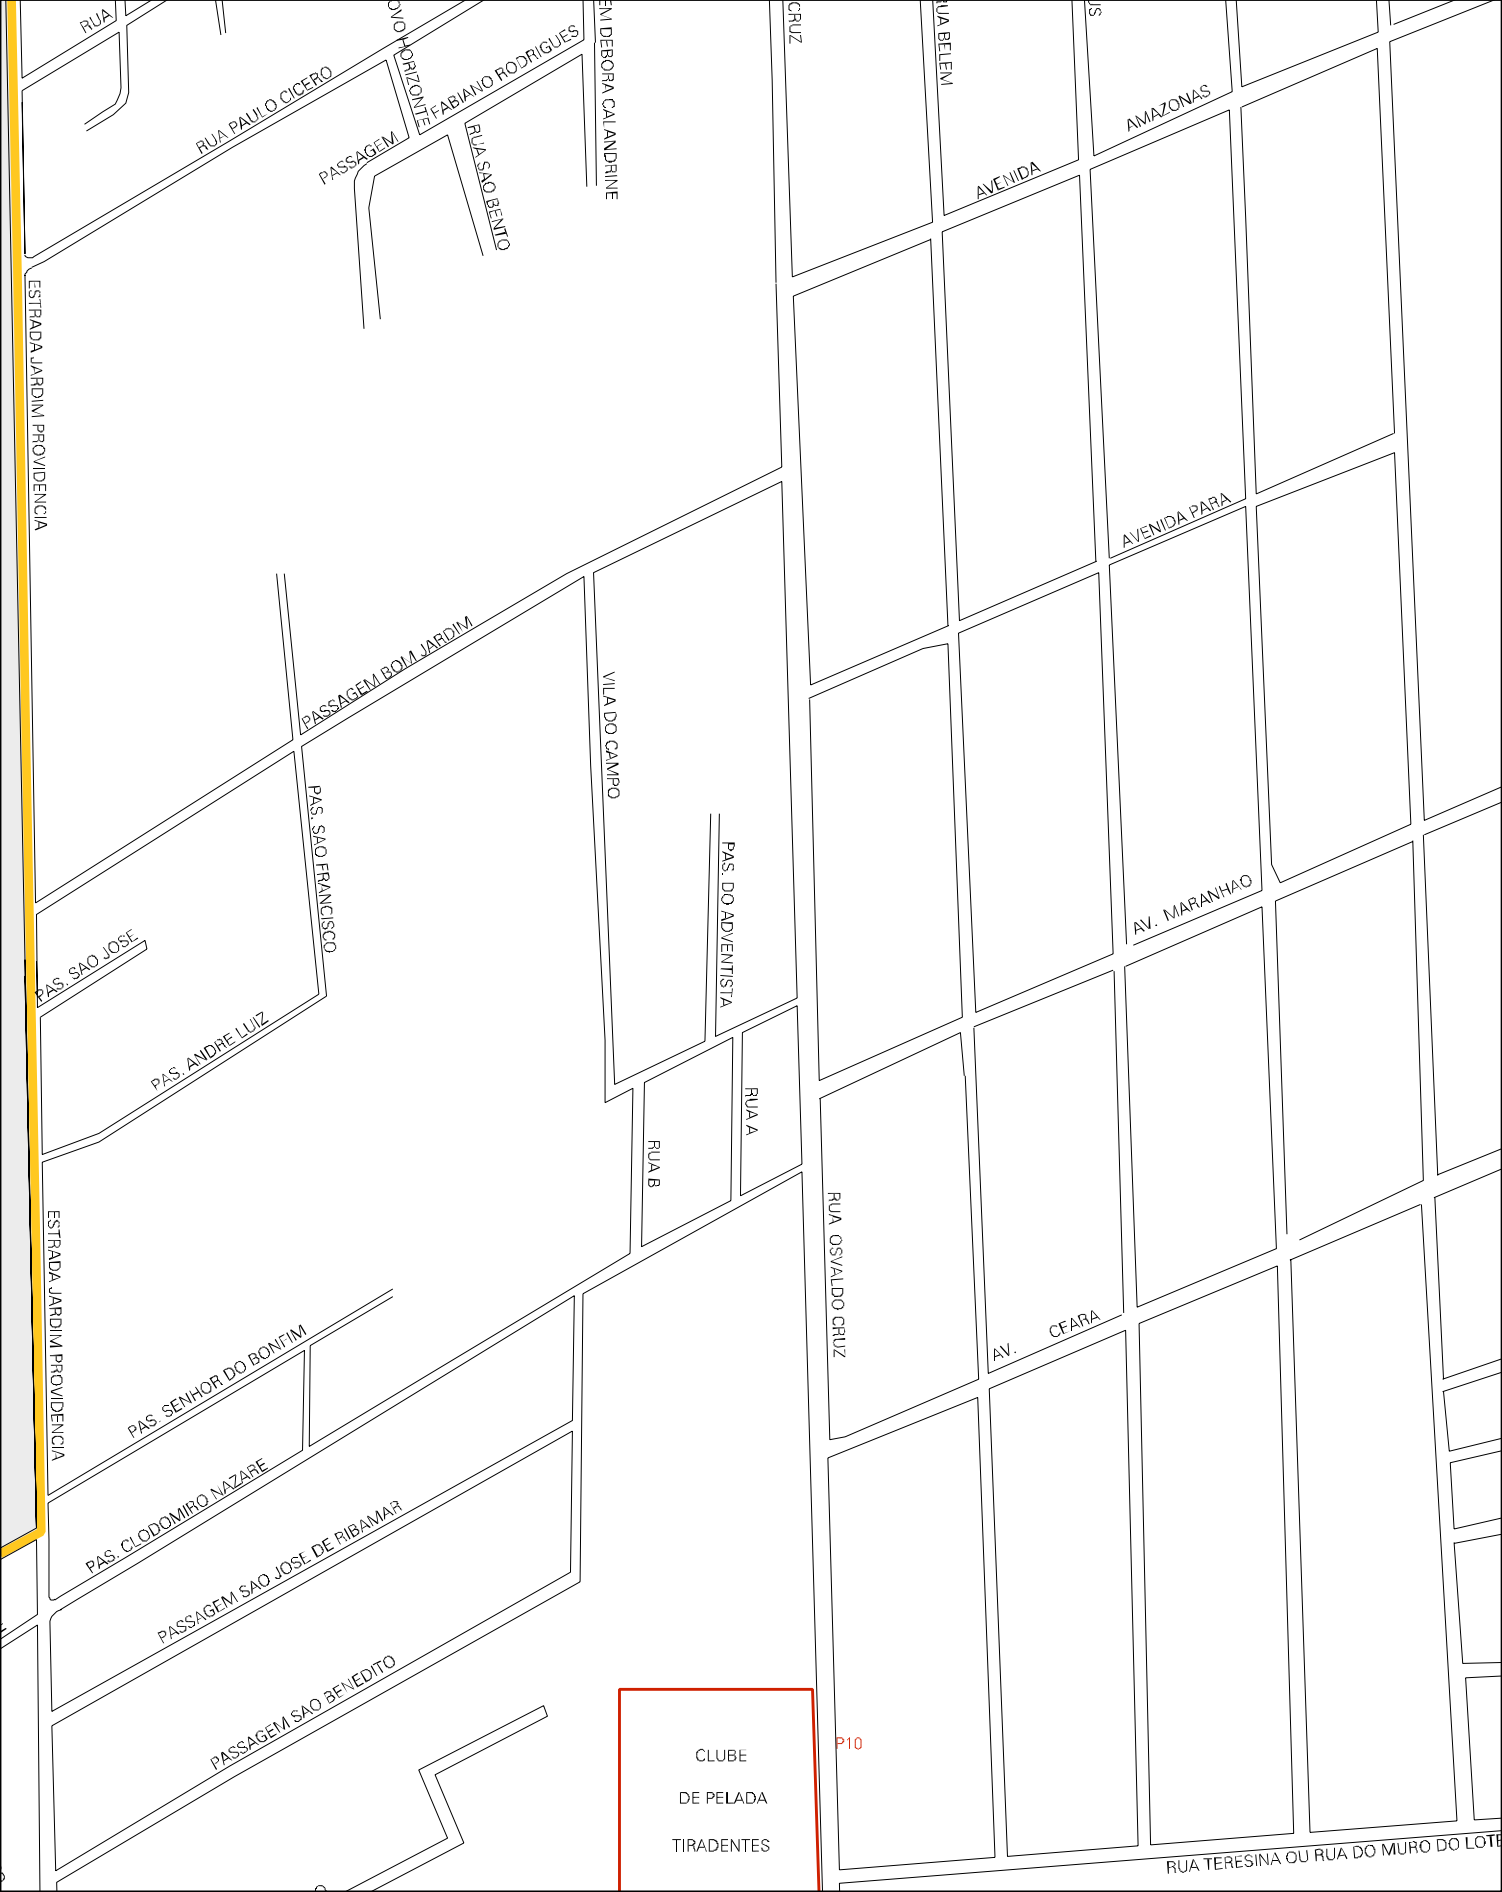 RUA
RUA PAULO CICERO
OVO HORIZONTE
PASSAGEM
FABIANO RODRIGUES
EM DEBORA CALANDRINE
RUA SAO BENTO
CRUZ
UA BELEM
US
AVENIDA
AMAZONAS
ESTRADA JARDIM PROVIDENCIA
AVENIDA PARA
PASSAGEM BOM JARDIM
VILA DO CAMPO
PAS. SAO FRANCISCO
PAS. DO ADVENTISTA
AV. MARANHAO
PAS. SAO JOSE
PAS. ANDRE LUIZ
RUA A
RUA B
RUA OSVALDO CRUZ
ESTRADA JARDIM PROVIDENCIA
AV. CEARA
PAS. SENHOR DO BONFIM
PAS. CLODOMIRO NAZARE
PASSAGEM SAO JOSE DE RIBAMAR
PASSAGEM SAO BENEDITO
P10
CLUBE
DE PELADA
TIRADENTES
RUA TERESINA OU RUA DO MURO DO LOTE